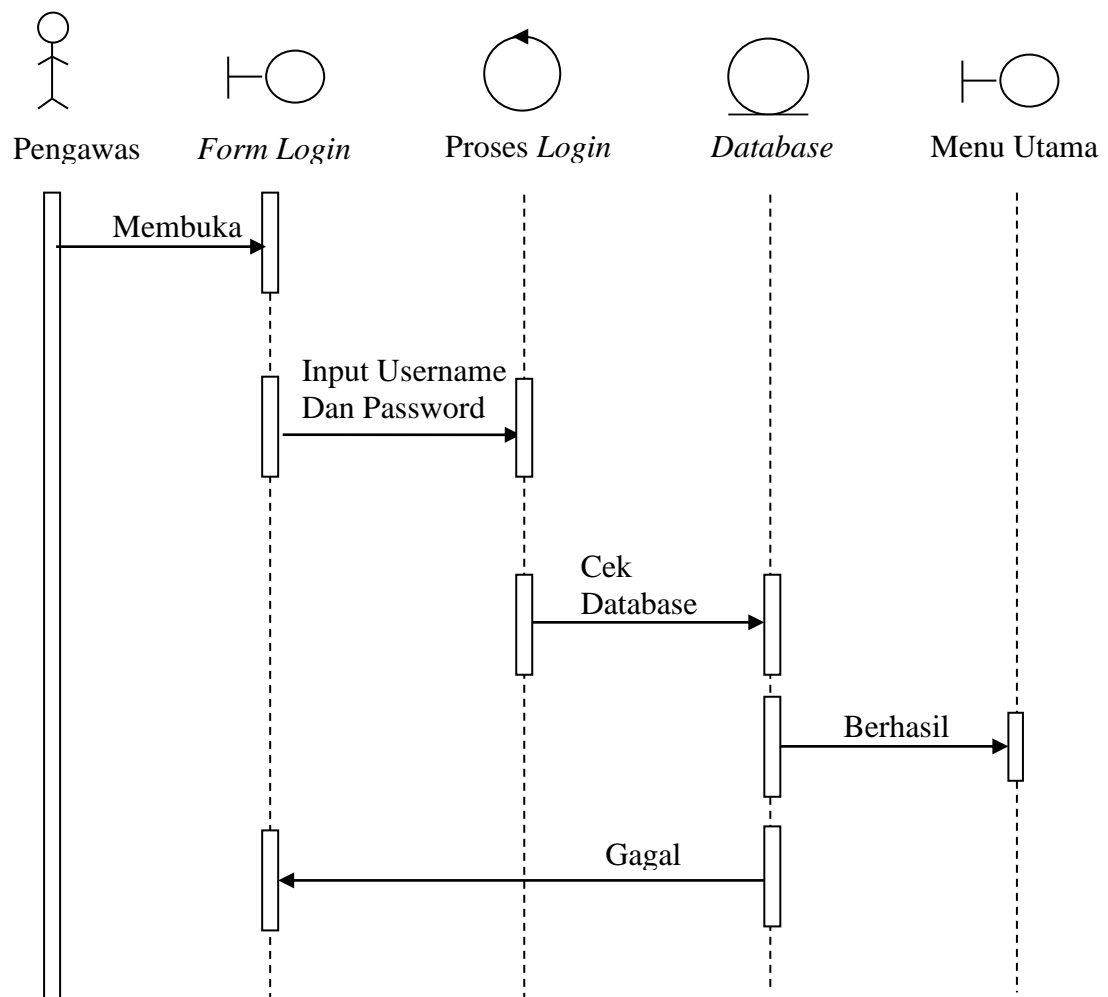 Pengawas
Form Login
Proses Login
Database
Menu Utama
Membuka
Input Username
Dan Password
Cek
Database
Berhasil
Gagal